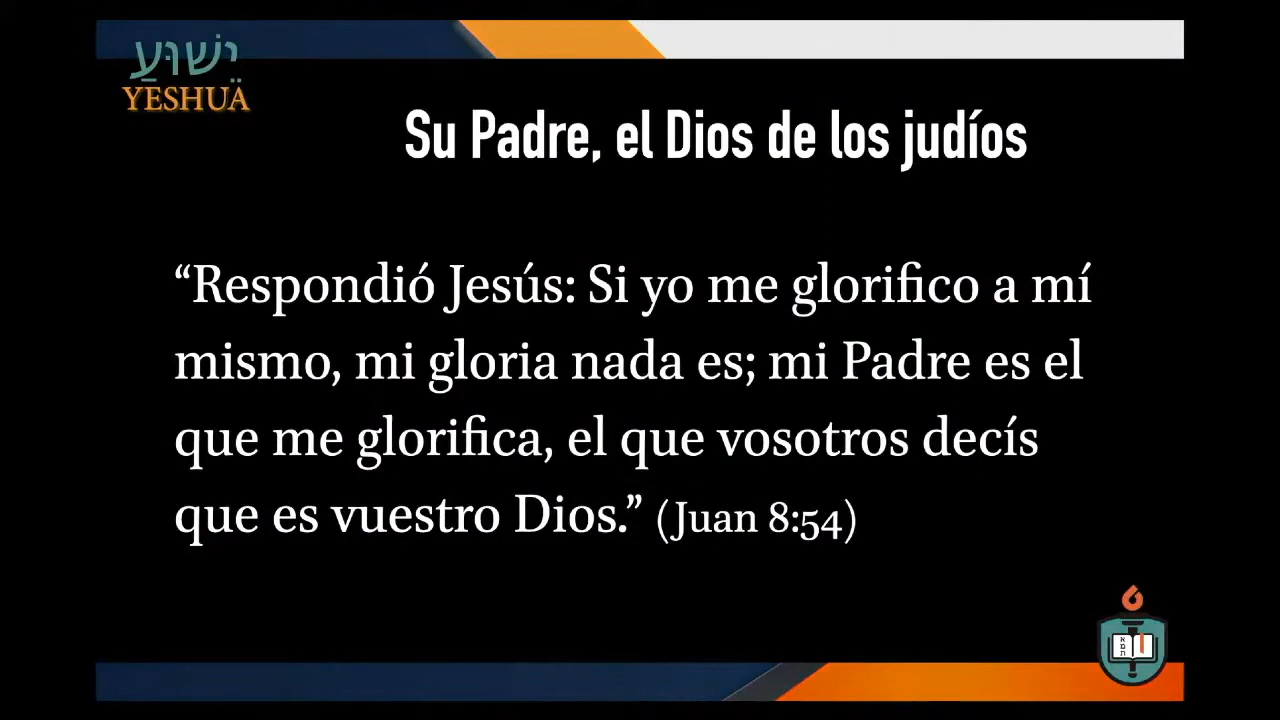 יֵשׁוּעַ
YESHUA
Su Padre, el Dios de los judíos
“Respondió Jesús: Si yo me glorifico a mí
mismo, mi gloria nada es; mi Padre es el
que me glorifica, el que vosotros decís
que es vuestro Dios.” (Juan 8:54)
א
מ
ת